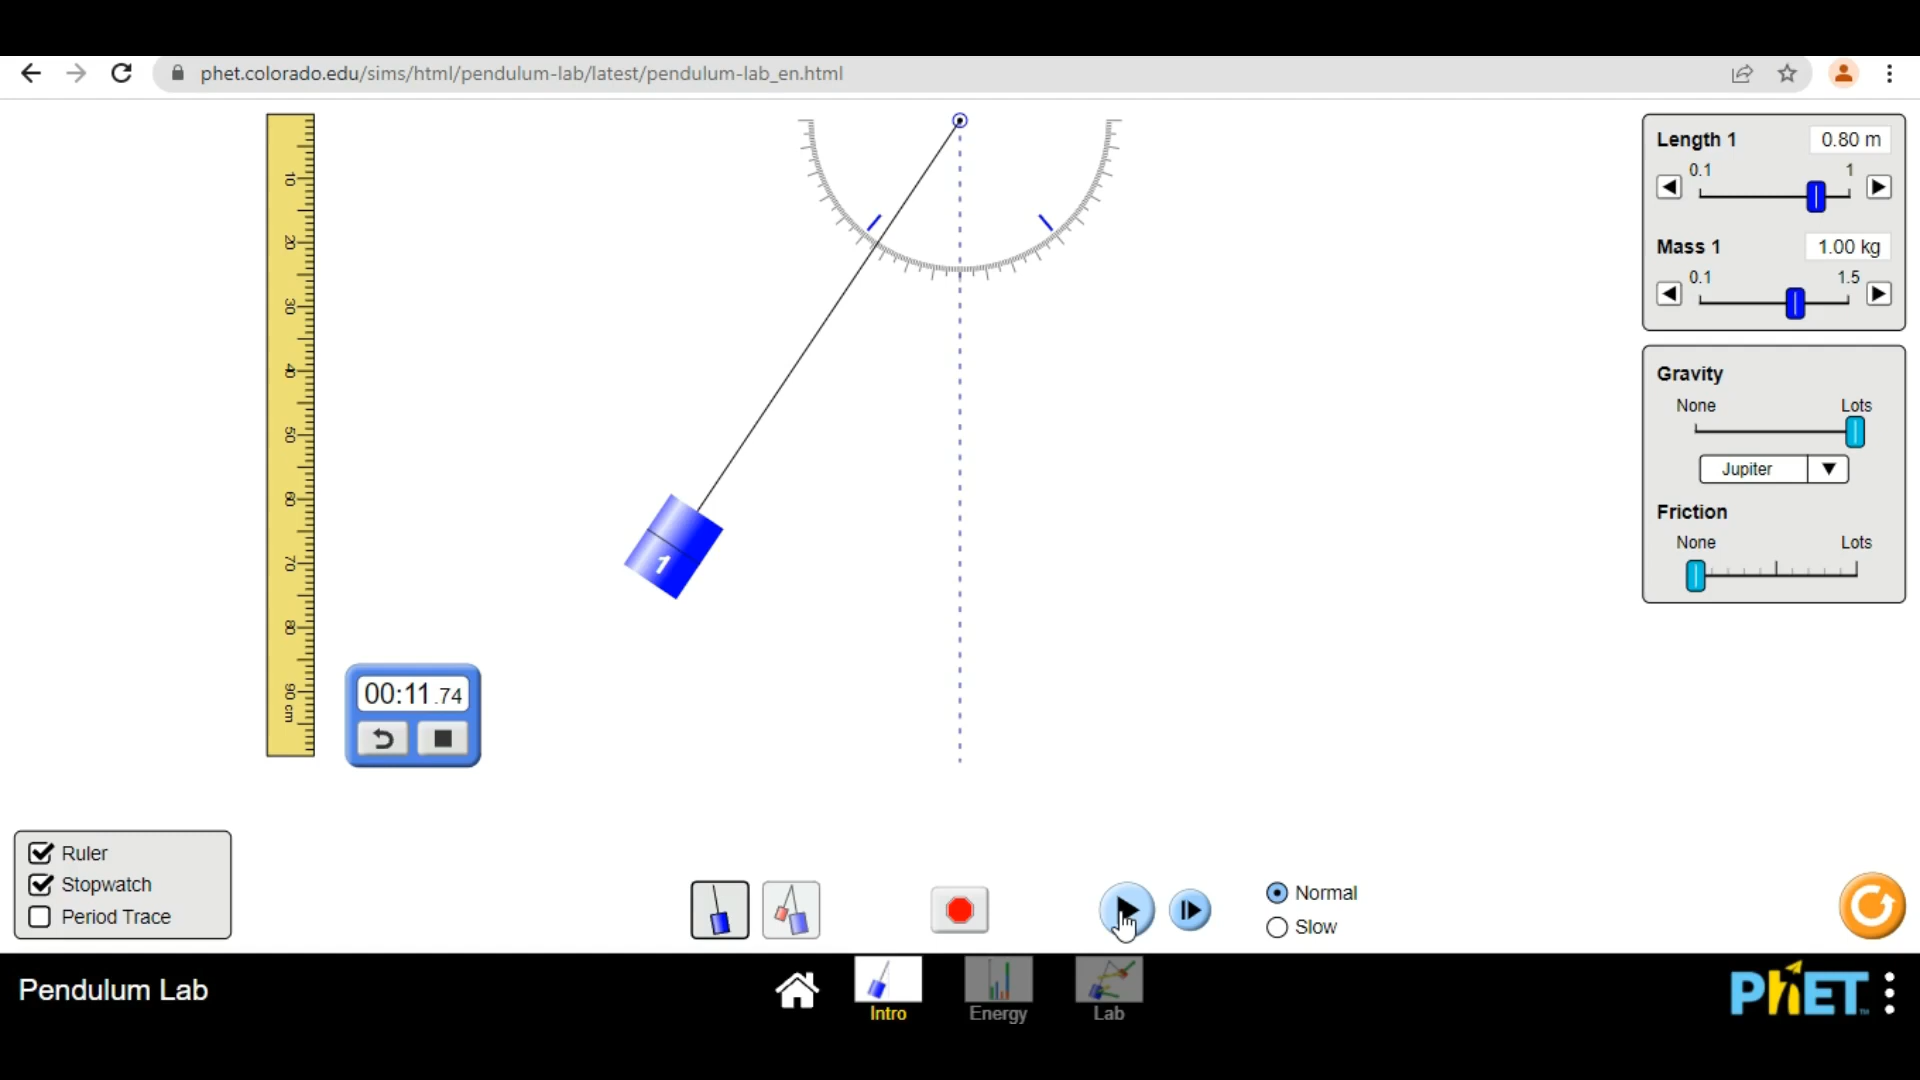 phet.colorado.edu/sims/html/pendulum-lab/latest/pendulum-lab_en.html
10
20
30
40
50
60
70
80
90 cm
1
00:11.74
Length 1 0.80 m
0.1 1
Mass 1 1.00 kg
0.1 1.5
Gravity
None Lots
Jupiter
Friction
None Lots
Ruler
Stopwatch
Period Trace
Normal
Slow
Pendulum Lab
Intro
Energy
Lab
PhET